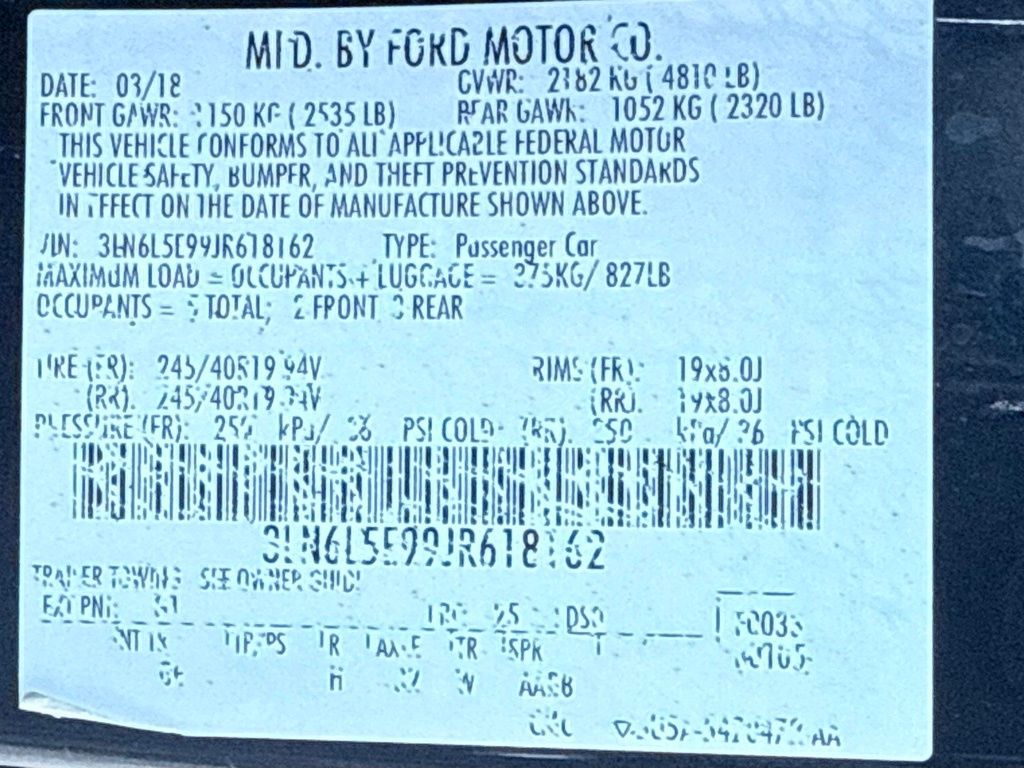 MFD. BY FORD MOTOR CO.
DATE: 03/18 GVWR: 2182 KG ( 4810 LB)
FRONT GAWR: 1150 KG ( 2535 LB) REAR GAWR: 1052 KG ( 2320 LB)
THIS VEHICLE CONFORMS TO ALL APPLICABLE FEDERAL MOTOR
VEHICLE SAFETY, BUMPER, AND THEFT PREVENTION STANDARDS
IN EFFECT ON THE DATE OF MANUFACTURE SHOWN ABOVE.
VIN: 3LN6L5E99JR618162 TYPE: Passenger Car
MAXIMUM LOAD = OCCUPANTS + LUGGAGE = 375KG/ 827LB
OCCUPANTS = 5 TOTAL; 2 FRONT 3 REAR
TIRE (FR): 245/40R19 94V RIMS (FR): 19x8.0J
(RR): 245/40R19 94V (RR): 19x8.0J
PRESSURE (FR): 250 kPa/ 36 PSI COLD (RR): 250 kPa/ 36 PSI COLD
3LN6L5E99JR618162
TRAILER TOWING - SEE OWNER GUIDE
EXT PNT: DSO
INT TR TP/PS R AXLE TR SPR
H AARB